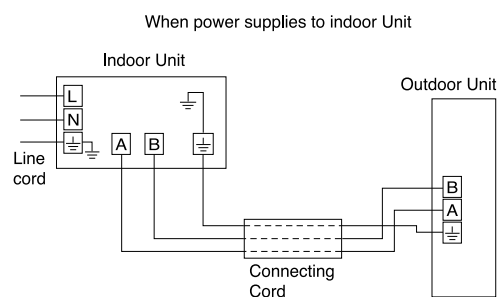 When power supplies to indoor Unit
Indoor Unit
Outdoor Unit
L
N
A B
Line
cord
B
A
Connecting
Cord